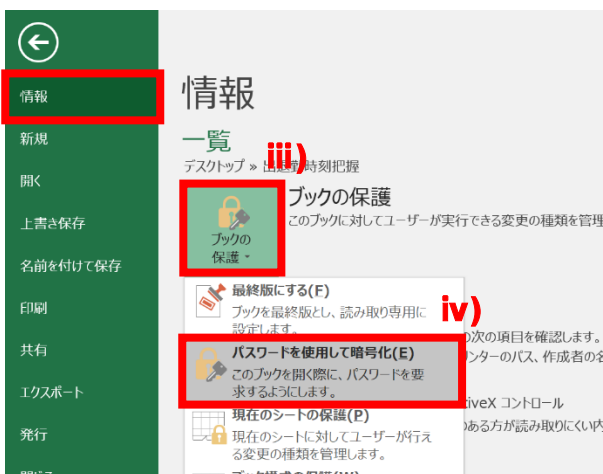 情報
新規
開く
上書き保存
名前を付けて保存
印刷
共有
エクスポート
発行
情報
一覧
iii)
デスクトップ » 出退勤時刻把握
ブックの保護
このブックに対してユーザーが実行できる変更の種類を管理
ブックの
保護
最終版にする(F)
ブックを最終版とし、読み取り専用に
設定します。
iv)
パスワードを使用して暗号化(E)
このブックを開く際に、パスワードを要
求するようにします。
現在のシートの保護(P)
現在のシートに対してユーザーが行え
る変更の種類を管理します。
の次の項目を確認します。
ンターのパス、作成者の名
tiveX コントロール
ある方が読み取りにくい内